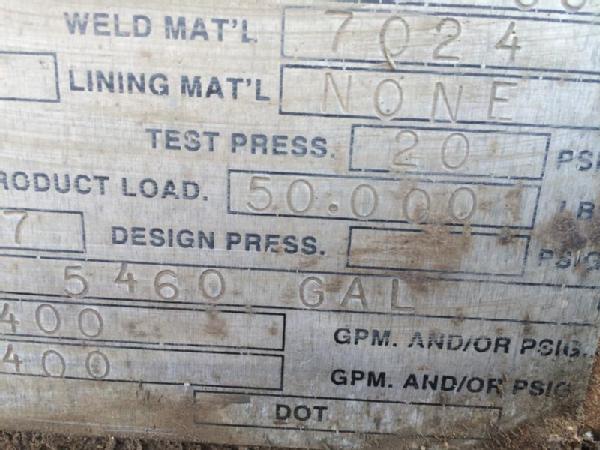 WELD MAT'L 7024
LINING MAT'L NONE
TEST PRESS. 20 PSI
RODUCT LOAD. 50.000 LB
7 DESIGN PRESS. PSIG
5460 GAL
400 GPM. AND/OR PSIG.
400 GPM. AND/OR PSIG
DOT